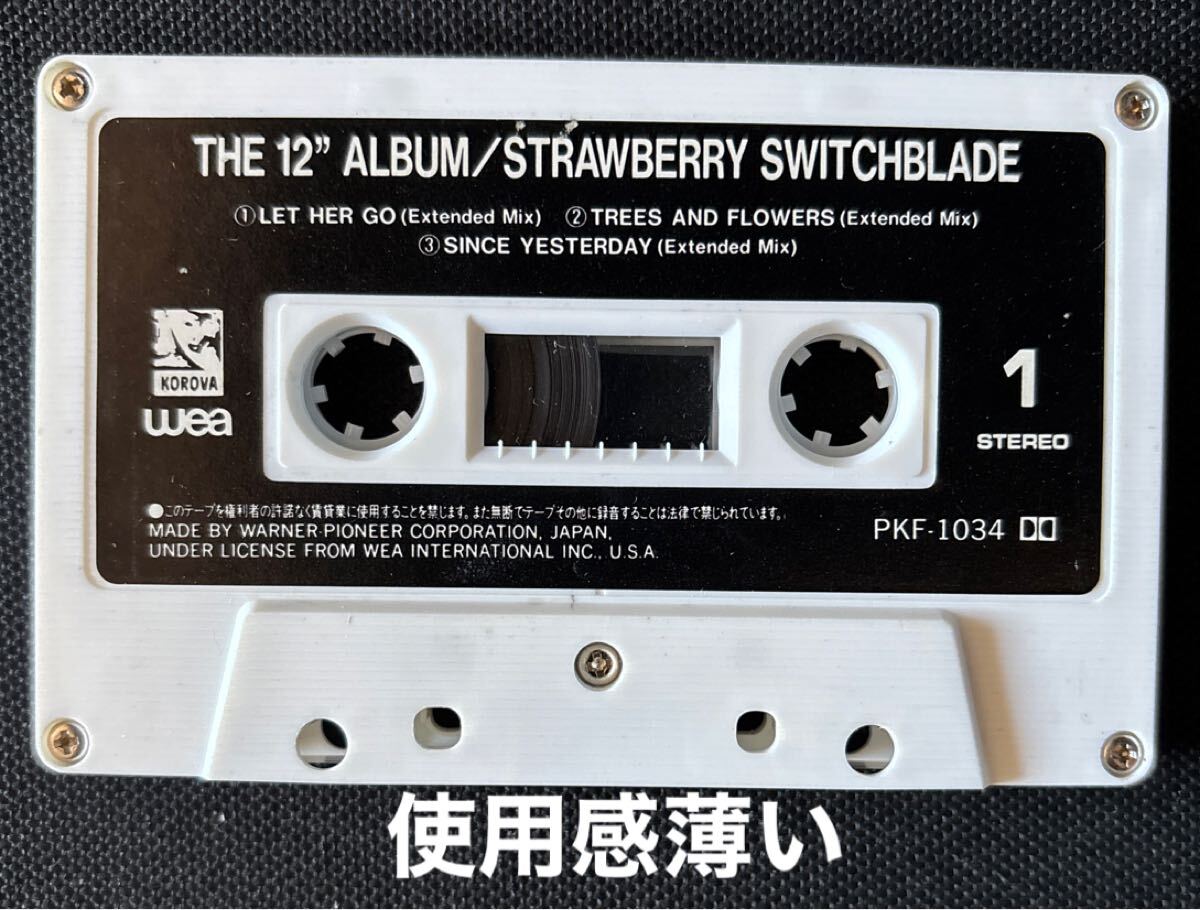 THE 12” ALBUM/STRAWBERRY SWITCHBLADE
①LET HER GO (Extended Mix) ②TREES AND FLOWERS (Extended Mix)
③SINCE YESTERDAY (Extended Mix)
KOROVA
wea
1
STEREO
●このテープを権利者の許諾なく賃貸業に使用することを禁じます。また無断でテープその他に録音することは法律で禁じられています。
MADE BY WARNER-PIONEER CORPORATION, JAPAN,
UNDER LICENSE FROM WEA INTERNATIONAL INC., U.S.A.
PKF-1034
使用感薄い